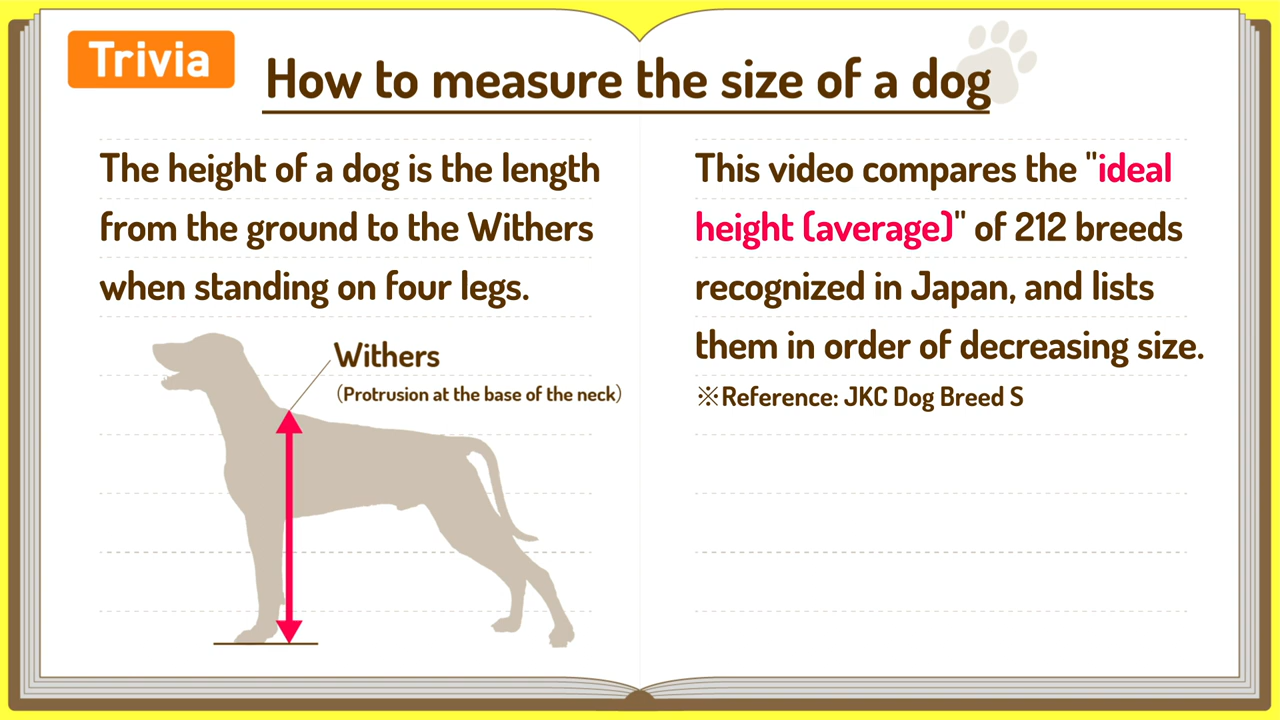 Trivia
How to measure the size of a dog
The height of a dog is the length
from the ground to the Withers
when standing on four legs.
Withers
(Protrusion at the base of the neck)
This video compares the "ideal
height (average)" of 212 breeds
recognized in Japan, and lists
them in order of decreasing size.
※Reference: JKC Dog Breed S